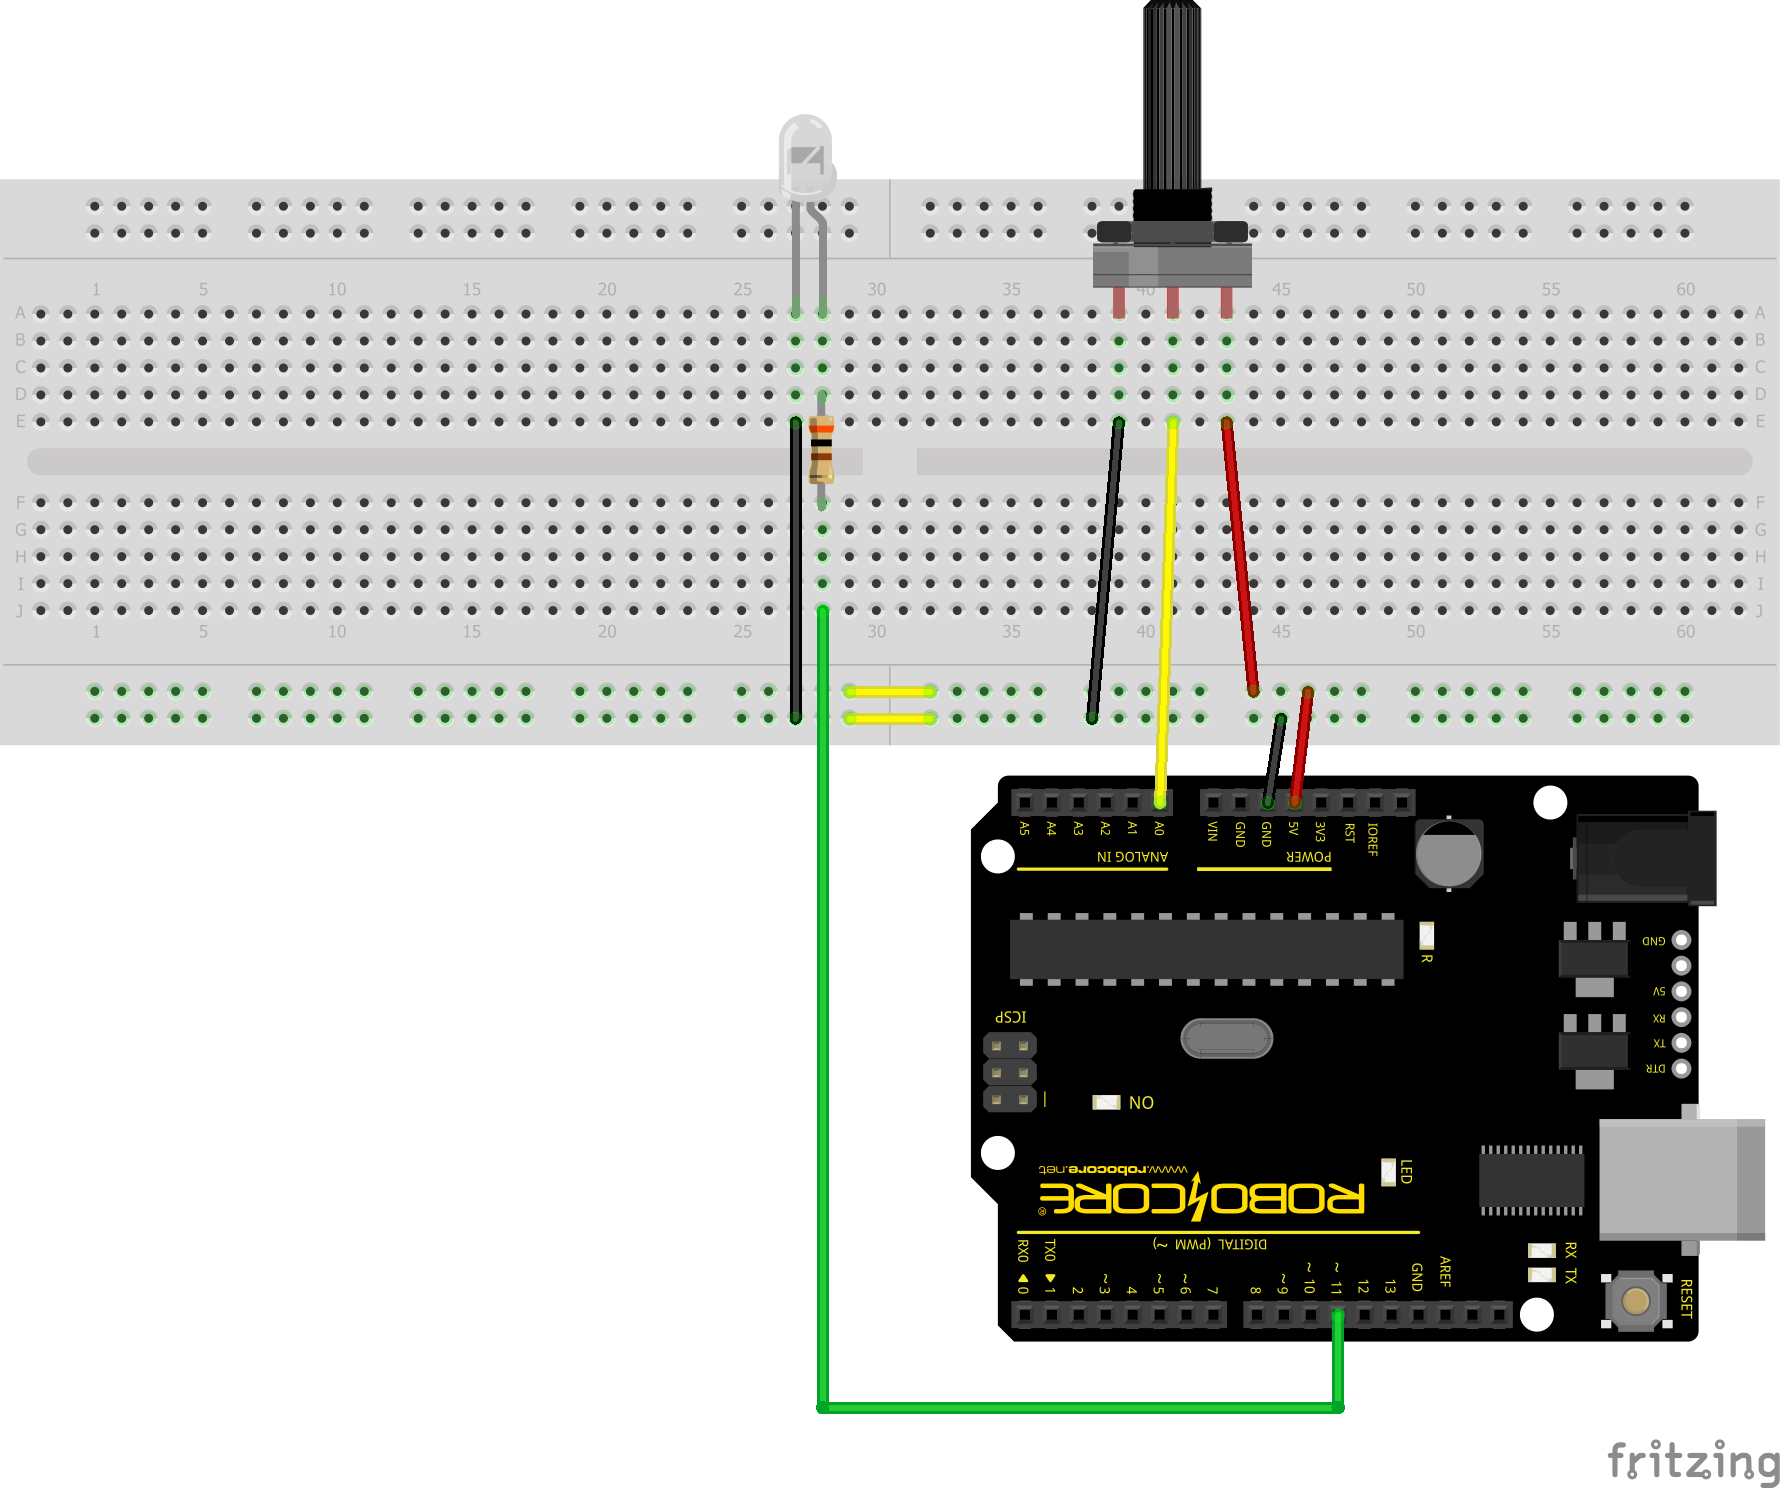 1 5 10 15 20 25 30 35 40 45 50 55 60
A A
B B
C C
D D
E E
F F
G G
H H
I I
J J
1 5 10 15 20 25 30 35 40 45 50 55 60
A5 A4 A3 A2 A1 A0 VIN GND GND 5V 3V3 RST IOREF
ANALOG IN POWER
GND
R
5V
ICSP
RX
TX
DTR
ON
LED
www.robocore.net
ROBOCORE®
DIGITAL (PWM ~)
RX0 TX0
RX TX
0 1 2 ~3 4 ~5 ~6 7 8 ~9 ~10 ~11 12 13 GND AREF
RESET
fritzing